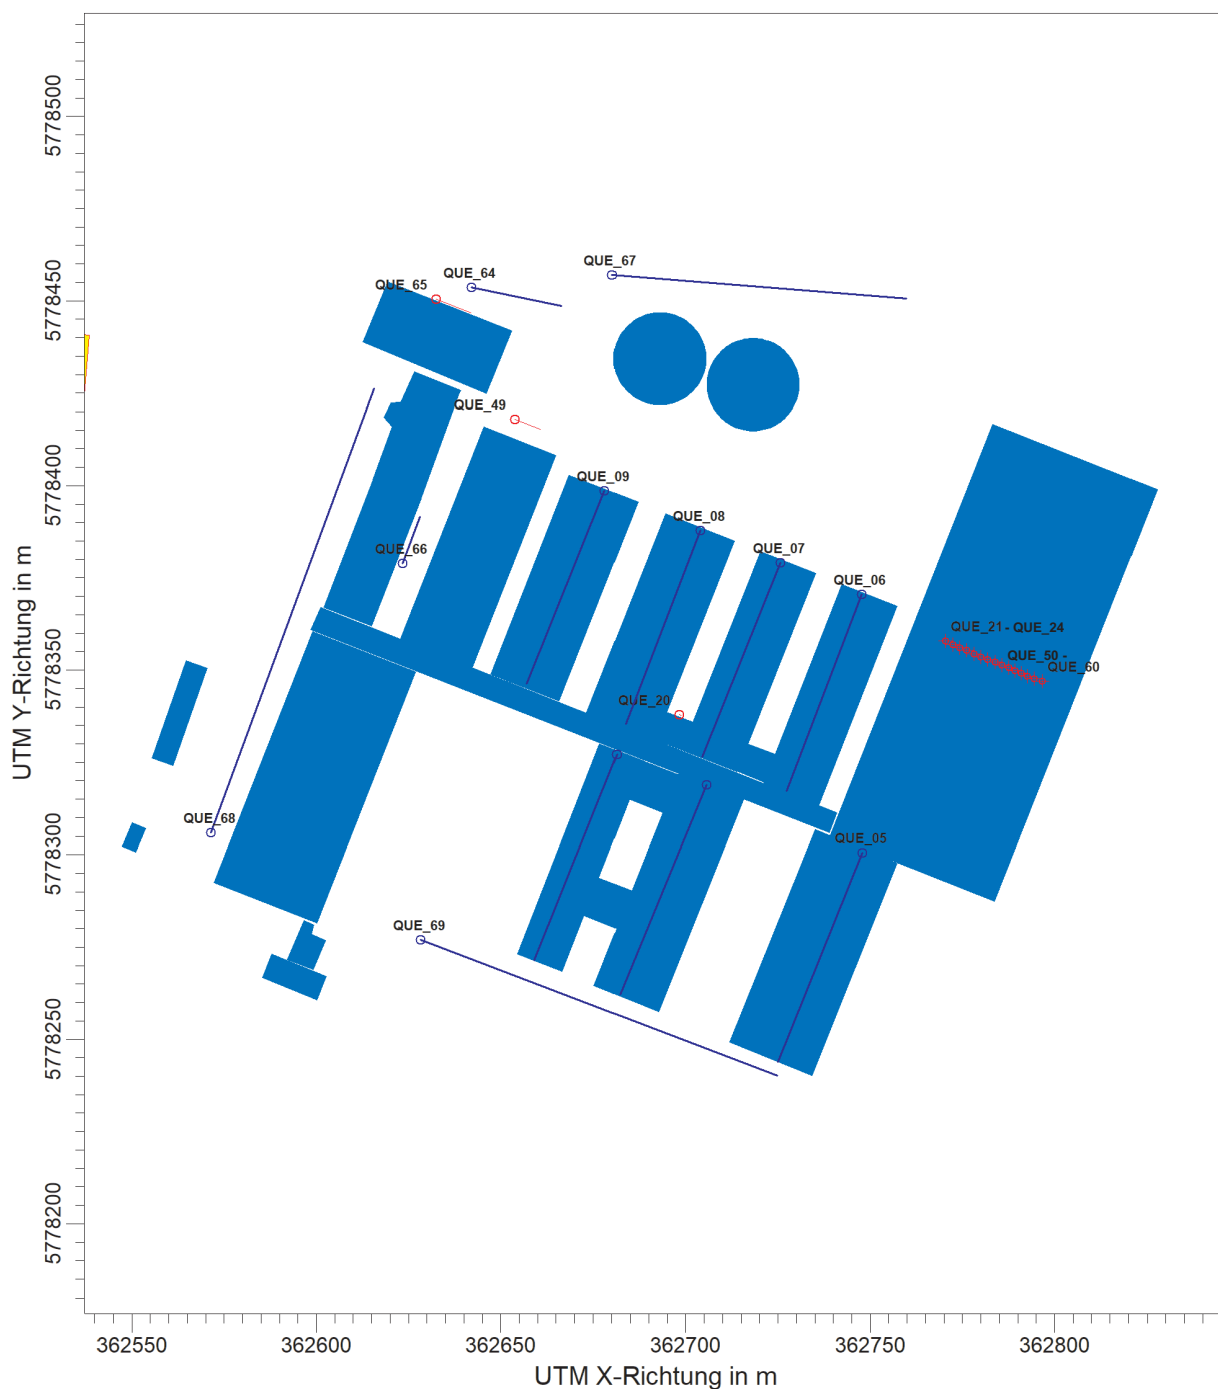 5778500
5778450
5778400
5778350
5778300
5778250
5778200
UTM Y-Richtung in m
QUE_67
QUE_64
QUE_65
QUE_49
QUE_09
QUE_08
QUE_07
QUE_66
QUE_06
QUE_21 - QUE_24
QUE_50 -
QUE_60
QUE_20
QUE_68
QUE_05
QUE_69
362550
362600
362650
362700
362750
362800
UTM X-Richtung in m